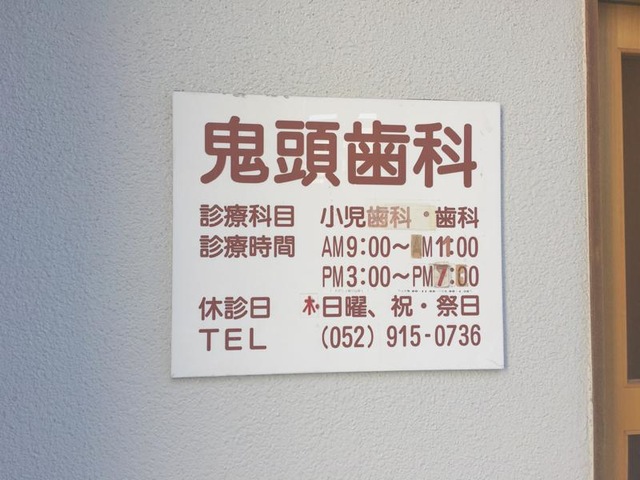 鬼頭歯科
診療科目 小児歯科・歯科
診療時間 AM9:00～AM11:00
PM3:00～PM7:00
休診日 木・日曜、祝・祭日
TEL (052) 915-0736